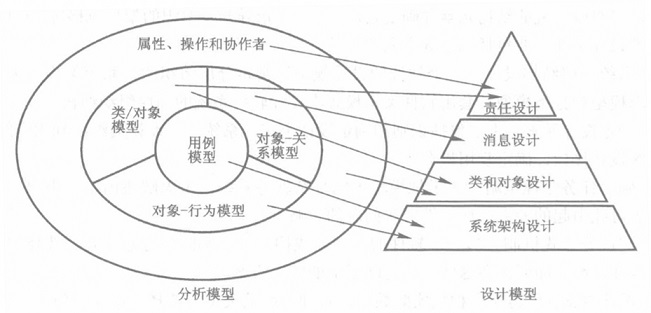 属性、操作和协作者
类/对象
模型
用例
模型
对象-关
系模型
对象-行为模型
分析模型
责任设计
消息设计
类和对象设计
系统架构设计
设计模型